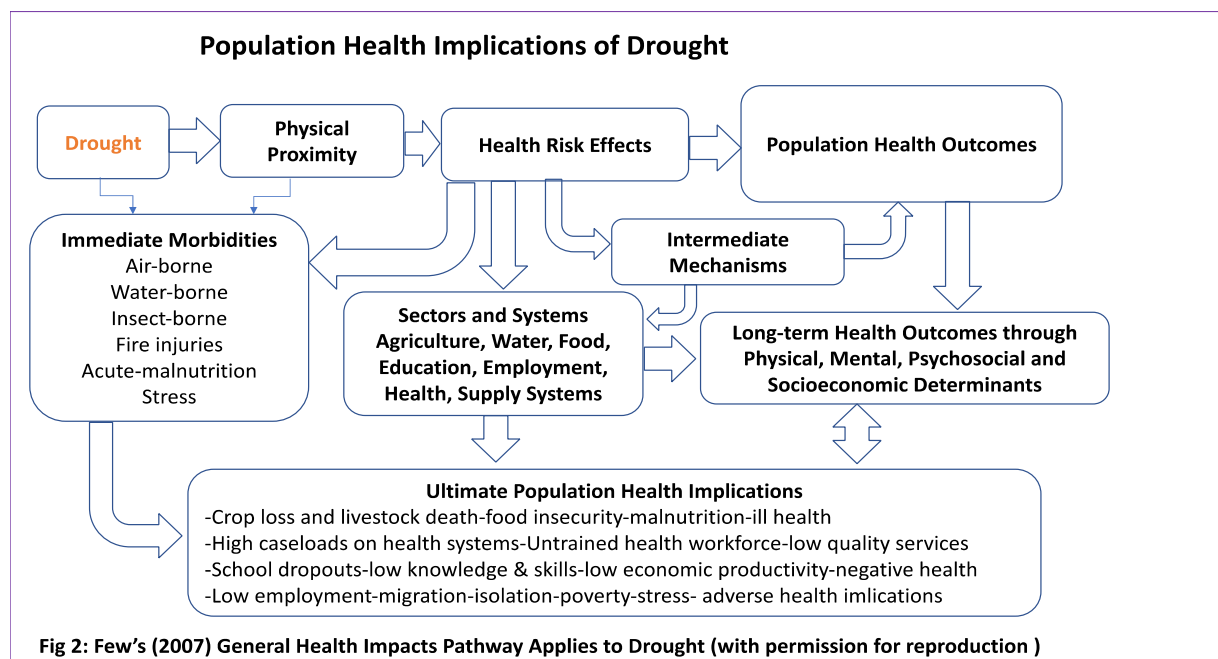 Population Health Implications of Drought
Drought
Physical
Proximity
Health Risk Effects
Population Health Outcomes
Immediate Morbidities
Air-borne
Water-borne
Insect-borne
Fire injuries
Acute-malnutrition
Stress
Intermediate
Mechanisms
Sectors and Systems
Agriculture, Water, Food,
Education, Employment,
Health, Supply Systems
Long-term Health Outcomes through
Physical, Mental, Psychosocial and
Socioeconomic Determinants
Ultimate Population Health Implications
-Crop loss and livestock death-food insecurity-malnutrition-ill health
-High caseloads on health systems-Untrained health workforce-low quality services
-School dropouts-low knowledge & skills-low economic productivity-negative health
-Low employment-migration-isolation-poverty-stress- adverse health imlications
Fig 2: Few’s (2007) General Health Impacts Pathway Applies to Drought (with permission for reproduction )